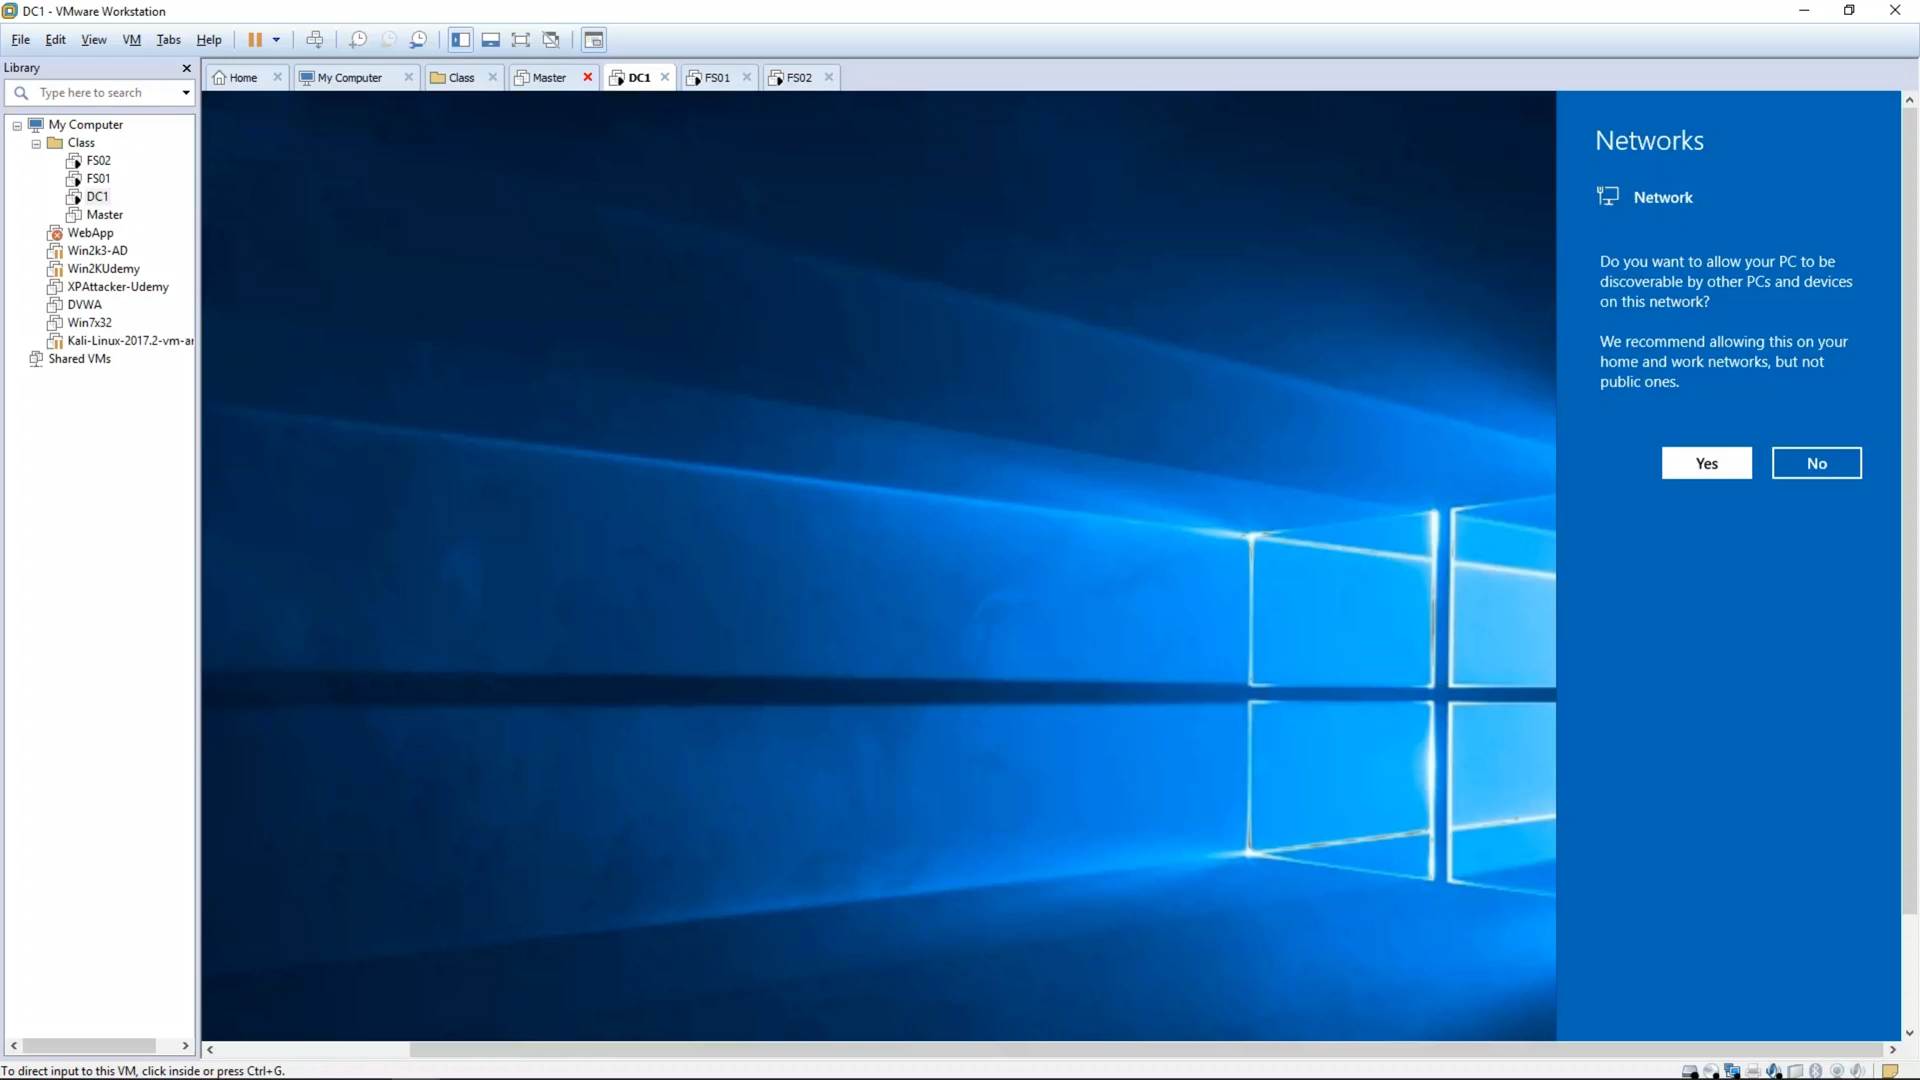 DC1 - VMware Workstation
File Edit View VM Tabs Help
Library
Type here to search
Home My Computer Class Master DC1 FS01 FS02
My Computer
Class
FS02
FS01
DC1
Master
WebApp
Win2k3-AD
Win2KUdemy
XPAttacker-Udemy
DVWA
Win7x32
Kali-Linux-2017.2-vm-ar
Shared VMs
Networks
Network
Do you want to allow your PC to be
discoverable by other PCs and devices
on this network?
We recommend allowing this on your
home and work networks, but not
public ones.
Yes No
To direct input to this VM, click inside or press Ctrl+G.